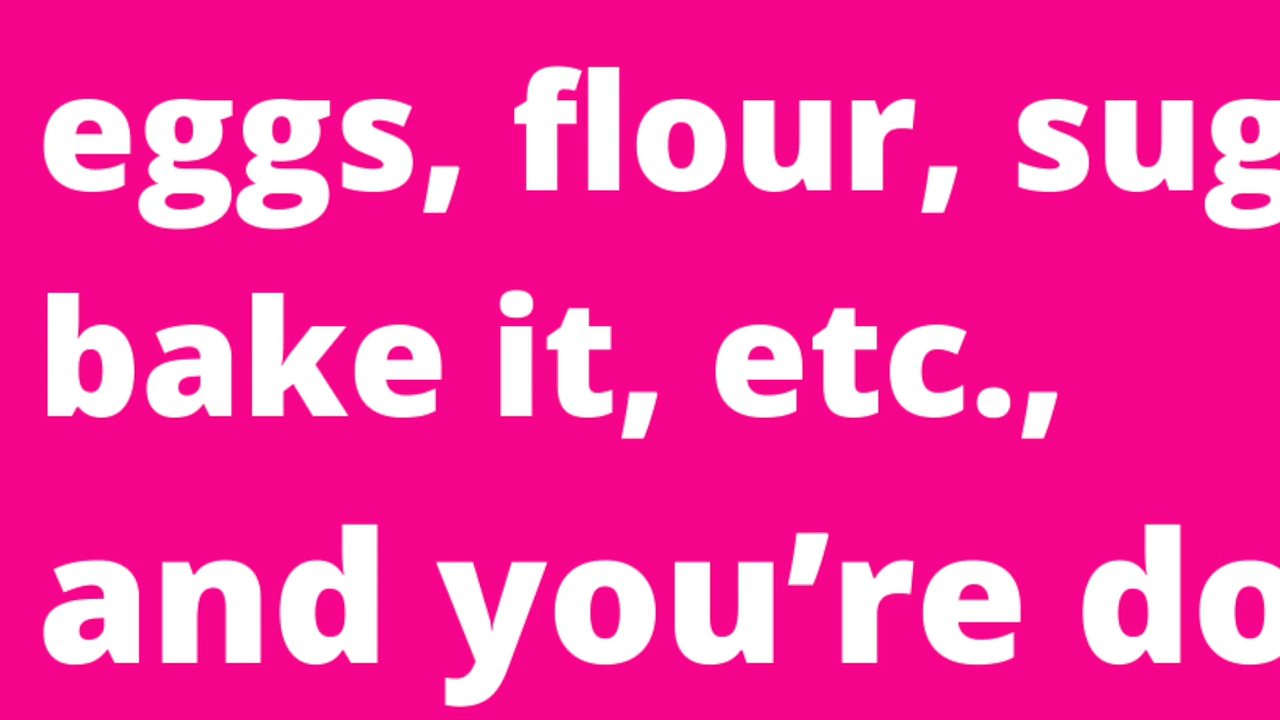 eggs, flour, sug
bake it, etc.,
and you’re do